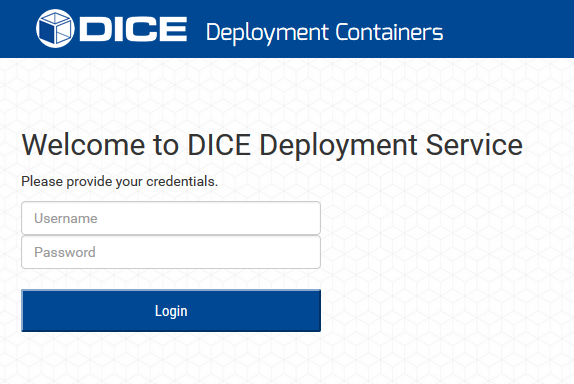 DICE Deployment Containers
Welcome to DICE Deployment Service
Please provide your credentials.
Username
Password
Login